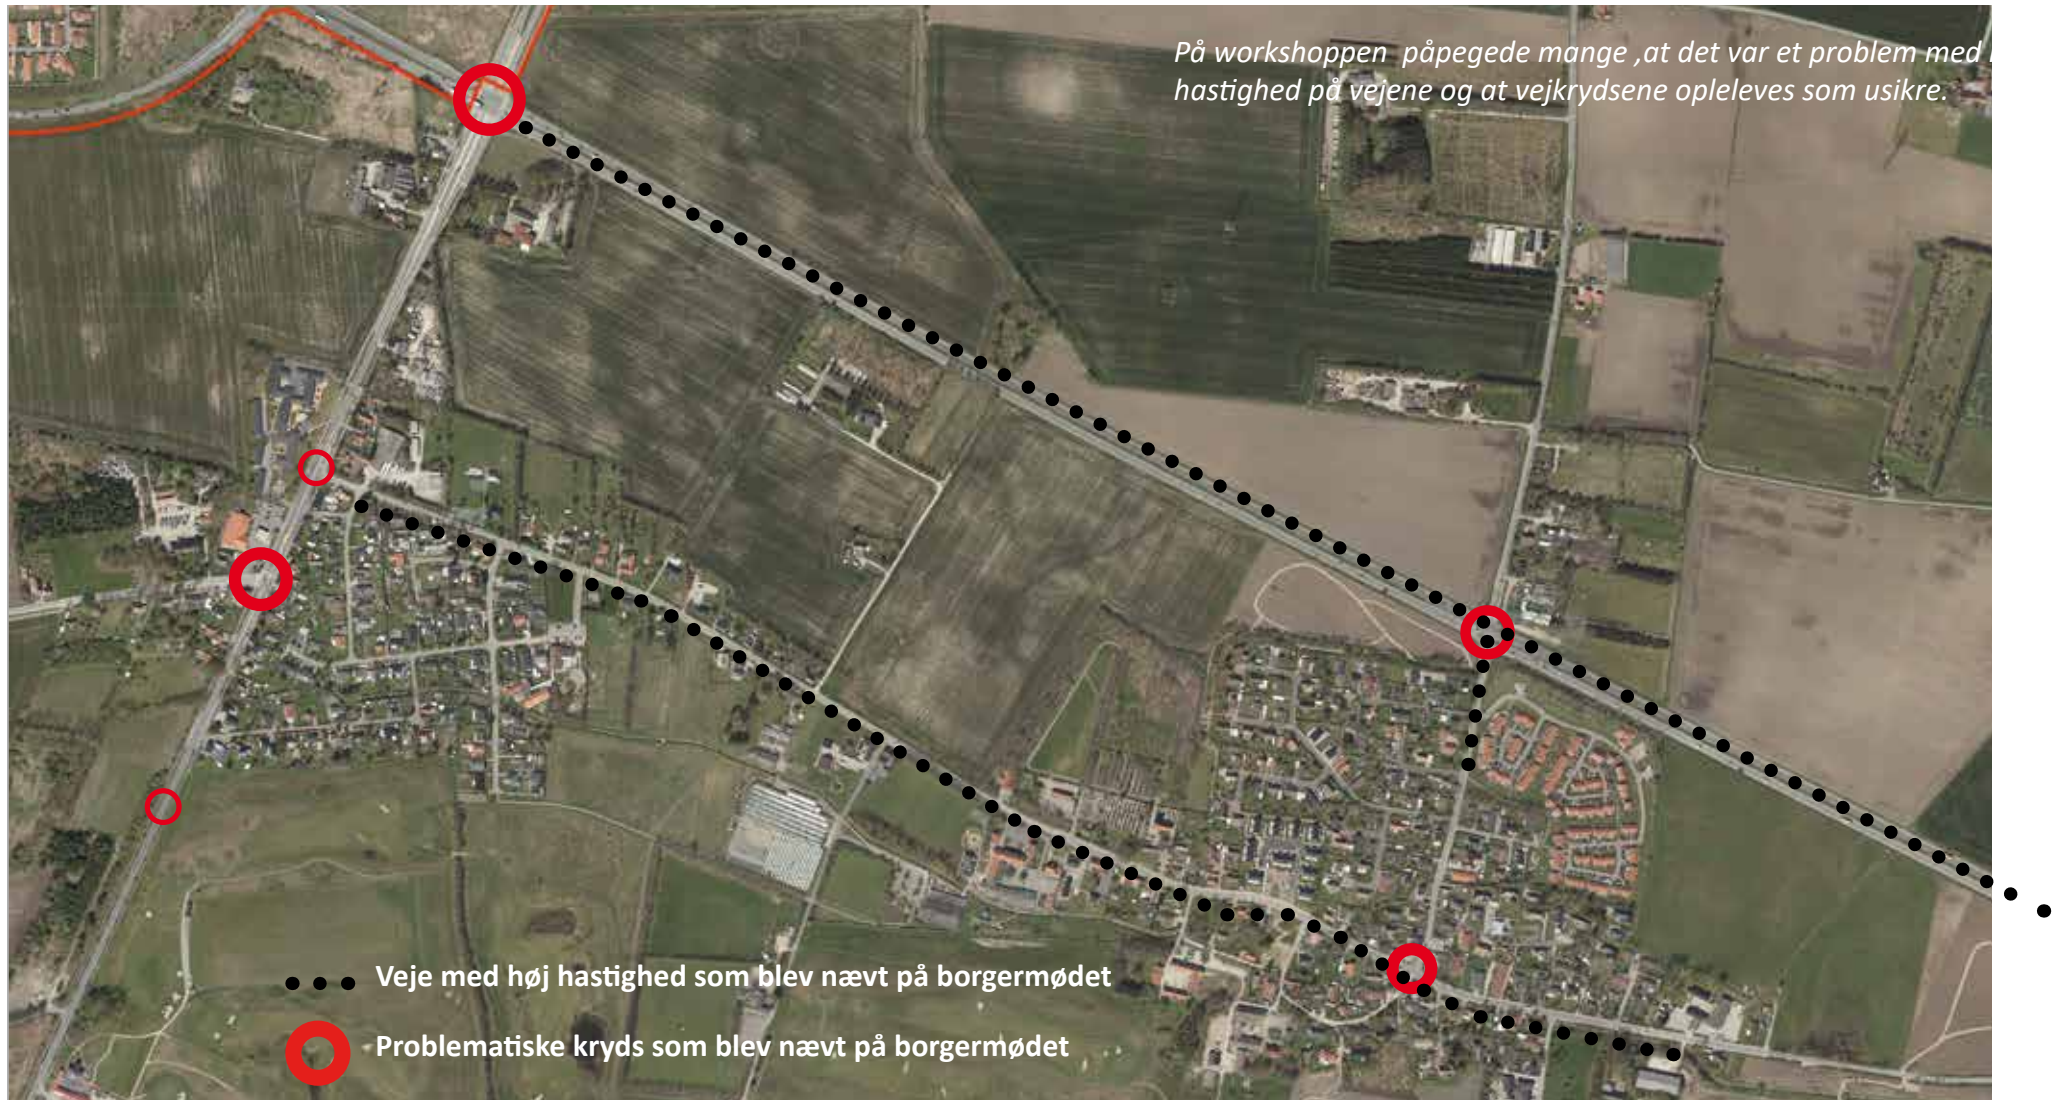 På workshoppen påpegede mange ,at det var et problem med
hastighed på vejene og at vejkrydsene opleleves som usikre.
Veje med høj hastighed som blev nævt på borgermødet
Problematiske kryds som blev nævt på borgermødet